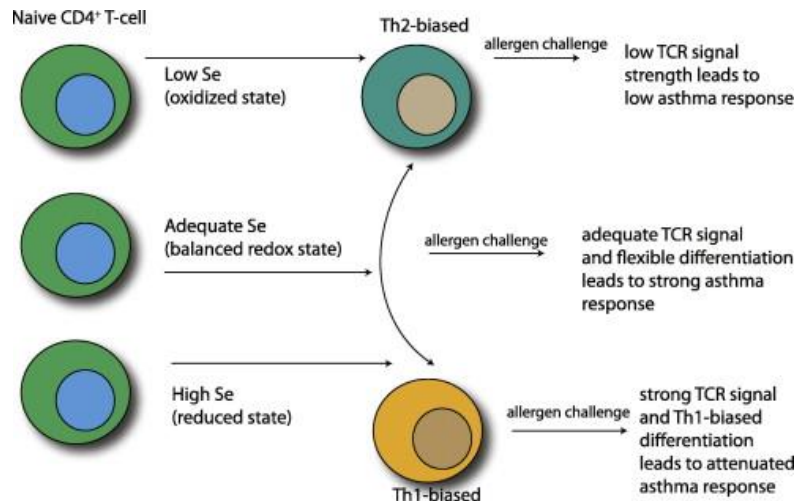 Naive CD4+ T-cell
Th2-biased
Low Se
(oxidized state)
allergen challenge
low TCR signal
strength leads to
low asthma response
Adequate Se
(balanced redox state)
allergen challenge
adequate TCR signal
and flexible differentiation
leads to strong asthma
response
High Se
(reduced state)
allergen challenge
strong TCR signal
and Th1-biased
differentiation
leads to attenuated
asthma response
Th1-biased